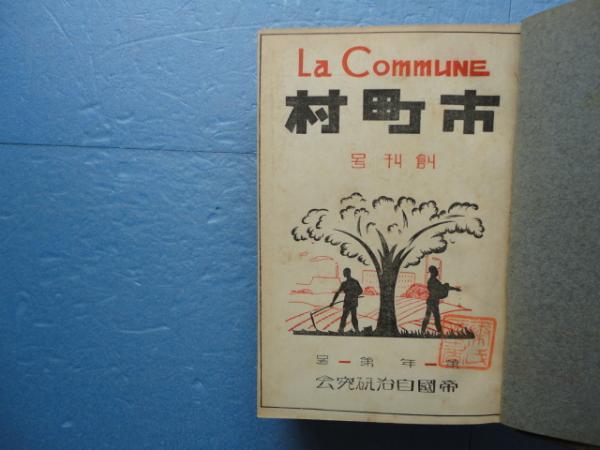 La Commune
市町村
創刊号
第一年第一号
帝國自治研究会